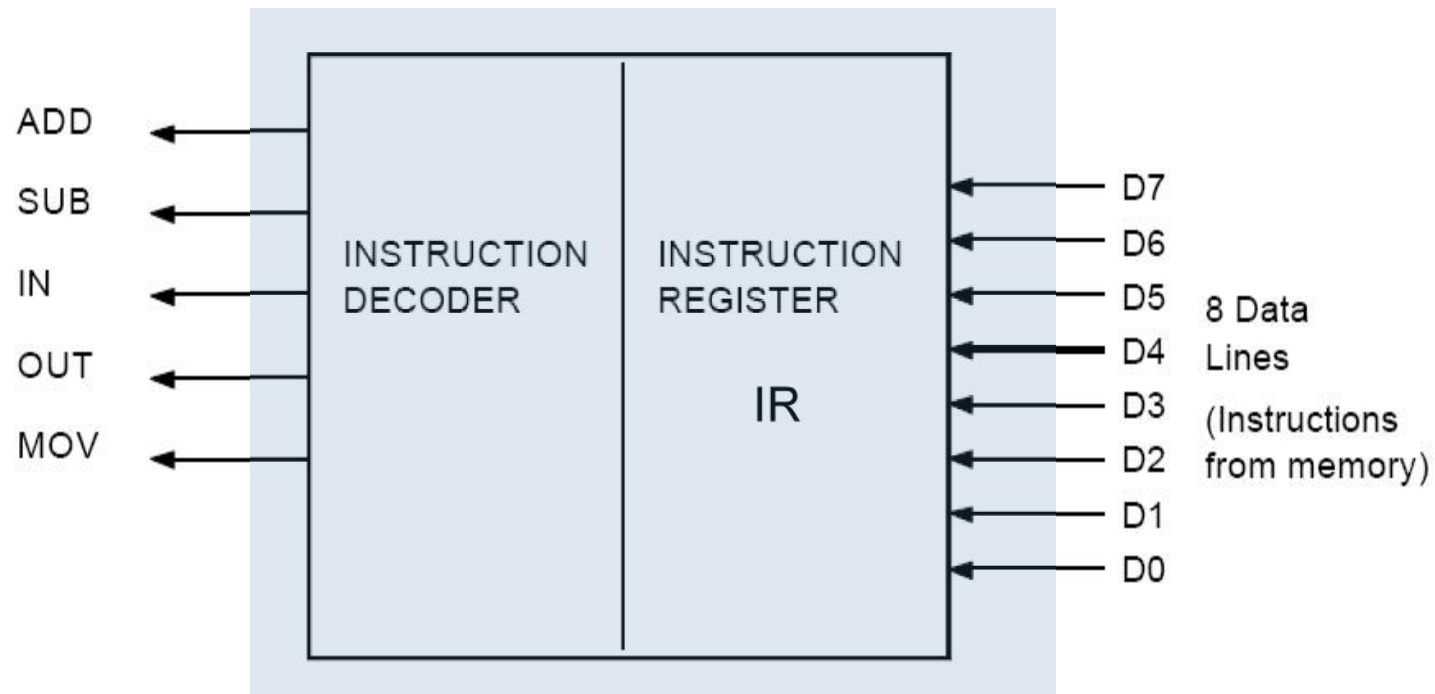 ADD
SUB
IN
OUT
MOV
INSTRUCTION
DECODER
INSTRUCTION
REGISTER
IR
D7
D6
D5
D4
D3
D2
D1
D0
8 Data
Lines
(Instructions
from memory)